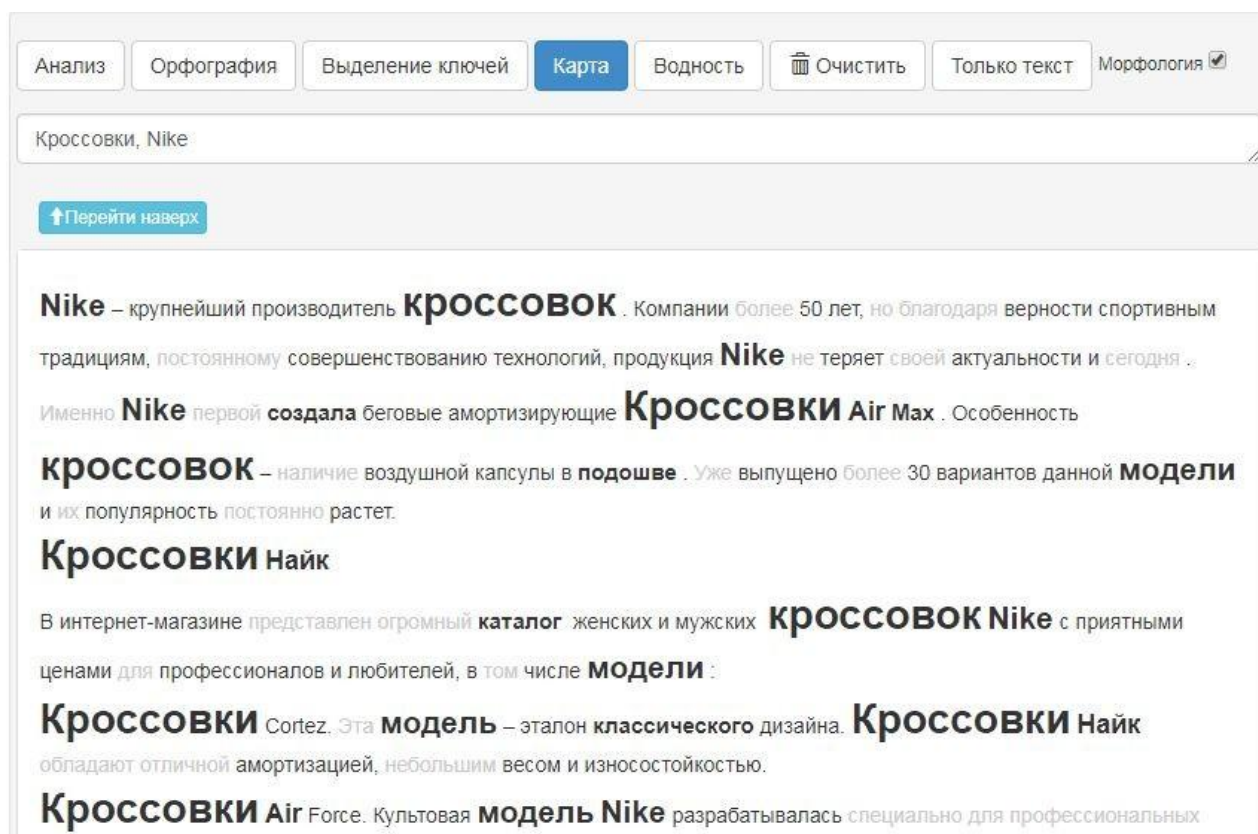 Анализ Орфография Выделение ключей Карта Водность Очистить Только текст Морфология
Кроссовки, Nike
Перейти наверх
Nike – крупнейший производитель кроссовок . Компании более 50 лет, но благодаря верности спортивным
традициям, постоянному совершенствованию технологий, продукция Nike не теряет своей актуальности и сегодня .
Именно Nike первой создала беговые амортизирующие Кроссовки Air Max . Особенность
кроссовок – наличие воздушной капсулы в подошве . Уже выпущено более 30 вариантов данной модели
и их популярность постоянно растет.
Кроссовки Найк
В интернет-магазине представлен огромный каталог женских и мужских кроссовок Nike с приятными
ценами для профессионалов и любителей, в том числе модели :
Кроссовки Cortez. Эта модель – эталон классического дизайна. Кроссовки Найк
обладают отличной амортизацией, небольшим весом и износостойкостью.
Кроссовки Air Force. Культовая модель Nike разрабатывалась специально для профессиональных